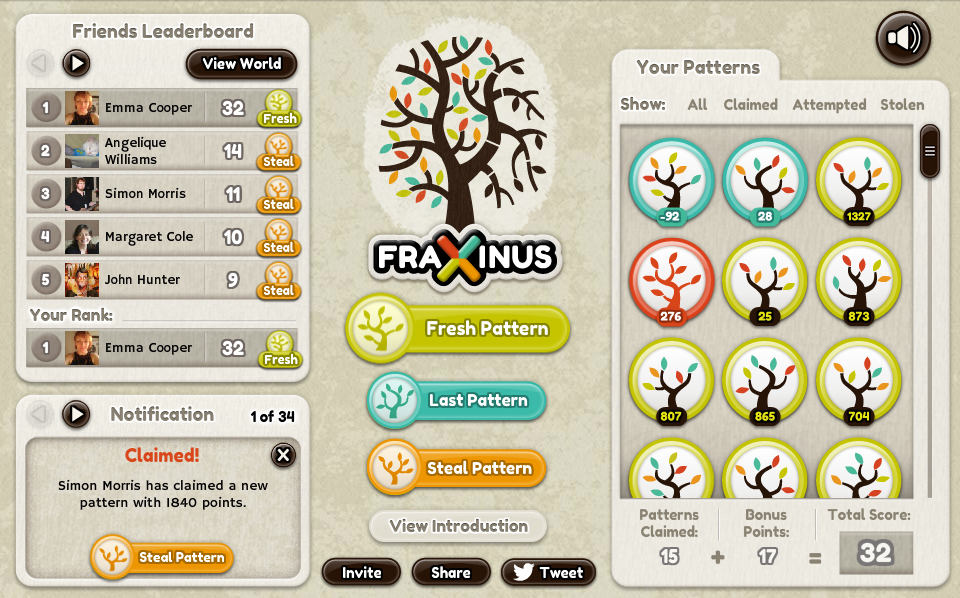 Friends Leaderboard
View World
1 Emma Cooper 32 Fresh
2 Angelique
Williams 14 Steal
3 Simon Morris 11 Steal
4 Margaret Cole 10 Steal
5 John Hunter 9 Steal
Your Rank:
1 Emma Cooper 32 Fresh
Notification 1 of 34
Claimed!
Simon Morris has claimed a new
pattern with 1840 points.
Steal Pattern
FRAXINUS
Fresh Pattern
Last Pattern
Steal Pattern
View Introduction
Invite Share Tweet
Your Patterns
Show: All Claimed Attempted Stolen
-92 28 1327
276 25 873
807 865 704
Patterns
Claimed:
Bonus
Points:
Total Score:
15 + 17 = 32